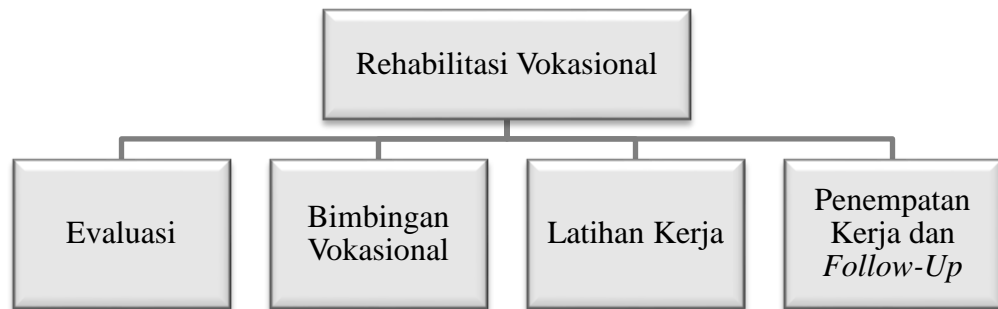 Rehabilitasi Vokasional
Evaluasi
Bimbingan
Vokasional
Latihan Kerja
Penempatan
Kerja dan
Follow-Up